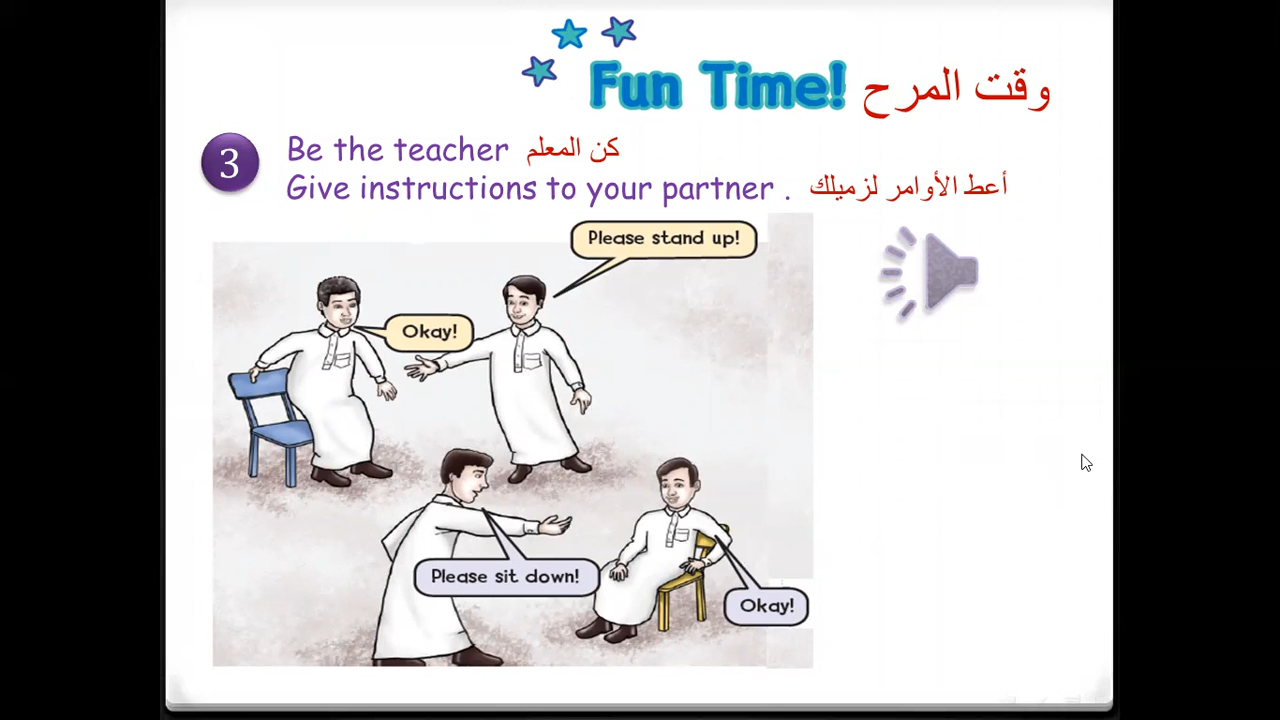 Fun Time! وقت المرح
3
Be the teacher كن المعلم
Give instructions to your partner . أعط الأوامر لزميلك
Please stand up!
Okay!
Please sit down!
Okay!